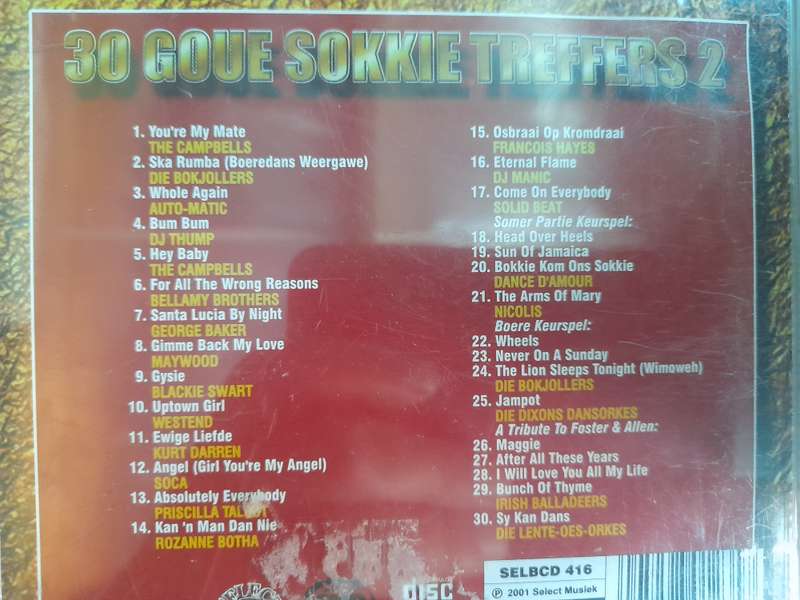 30 GOUE SOKKIE TREFFERS 2
1. You're My Mate
THE CAMPBELLS
2. Ska Rumba (Boeredans Weergawe)
DIE BOKJOLLERS
3. Whole Again
AUTO-MATIC
4. Bum Bum
DJ THUMP
5. Hey Baby
THE CAMPBELLS
6. For All The Wrong Reasons
BELLAMY BROTHERS
7. Santa Lucia By Night
GEORGE BAKER
8. Gimme Back My Love
MAYWOOD
9. Gysie
BLACKIE SWART
10. Uptown Girl
WESTEND
11. Ewige Liefde
KURT DARREN
12. Angel (Girl You're My Angel)
SOCA
13. Absolutely Everybody
PRISCILLA
14. Kan 'n Man Dan Nie
ROZANNE BOTHA
15. Osbraai Op Kromdraai
FRANCOIS HAYES
16. Eternal Flame
DJ MANIC
17. Come On Everybody
SOLID BEAT
Somer Partie Keurspel:
18. Head Over Heels
19. Sun Of Jamaica
20. Bokkie Kom Ons Sokkie
DANCE D'AMOUR
21. The Arms Of Mary
NICOLIS
Boere Keurspel:
22. Wheels
23. Never On A Sunday
24. The Lion Sleeps Tonight (Wimoweh)
DIE BOKJOLLERS
25. Jampot
DIE DIXONS DANSORKES
A Tribute To Foster & Allen:
26. Maggie
27. After All These Years
28. I Will Love You All My Life
29. Bunch Of Thyme
IRISH BALLADEERS
30. Sy Kan Dans
DIE LENTE-OES-ORKES
disc
SELBCD 416
℗ 2001 Select Musiek